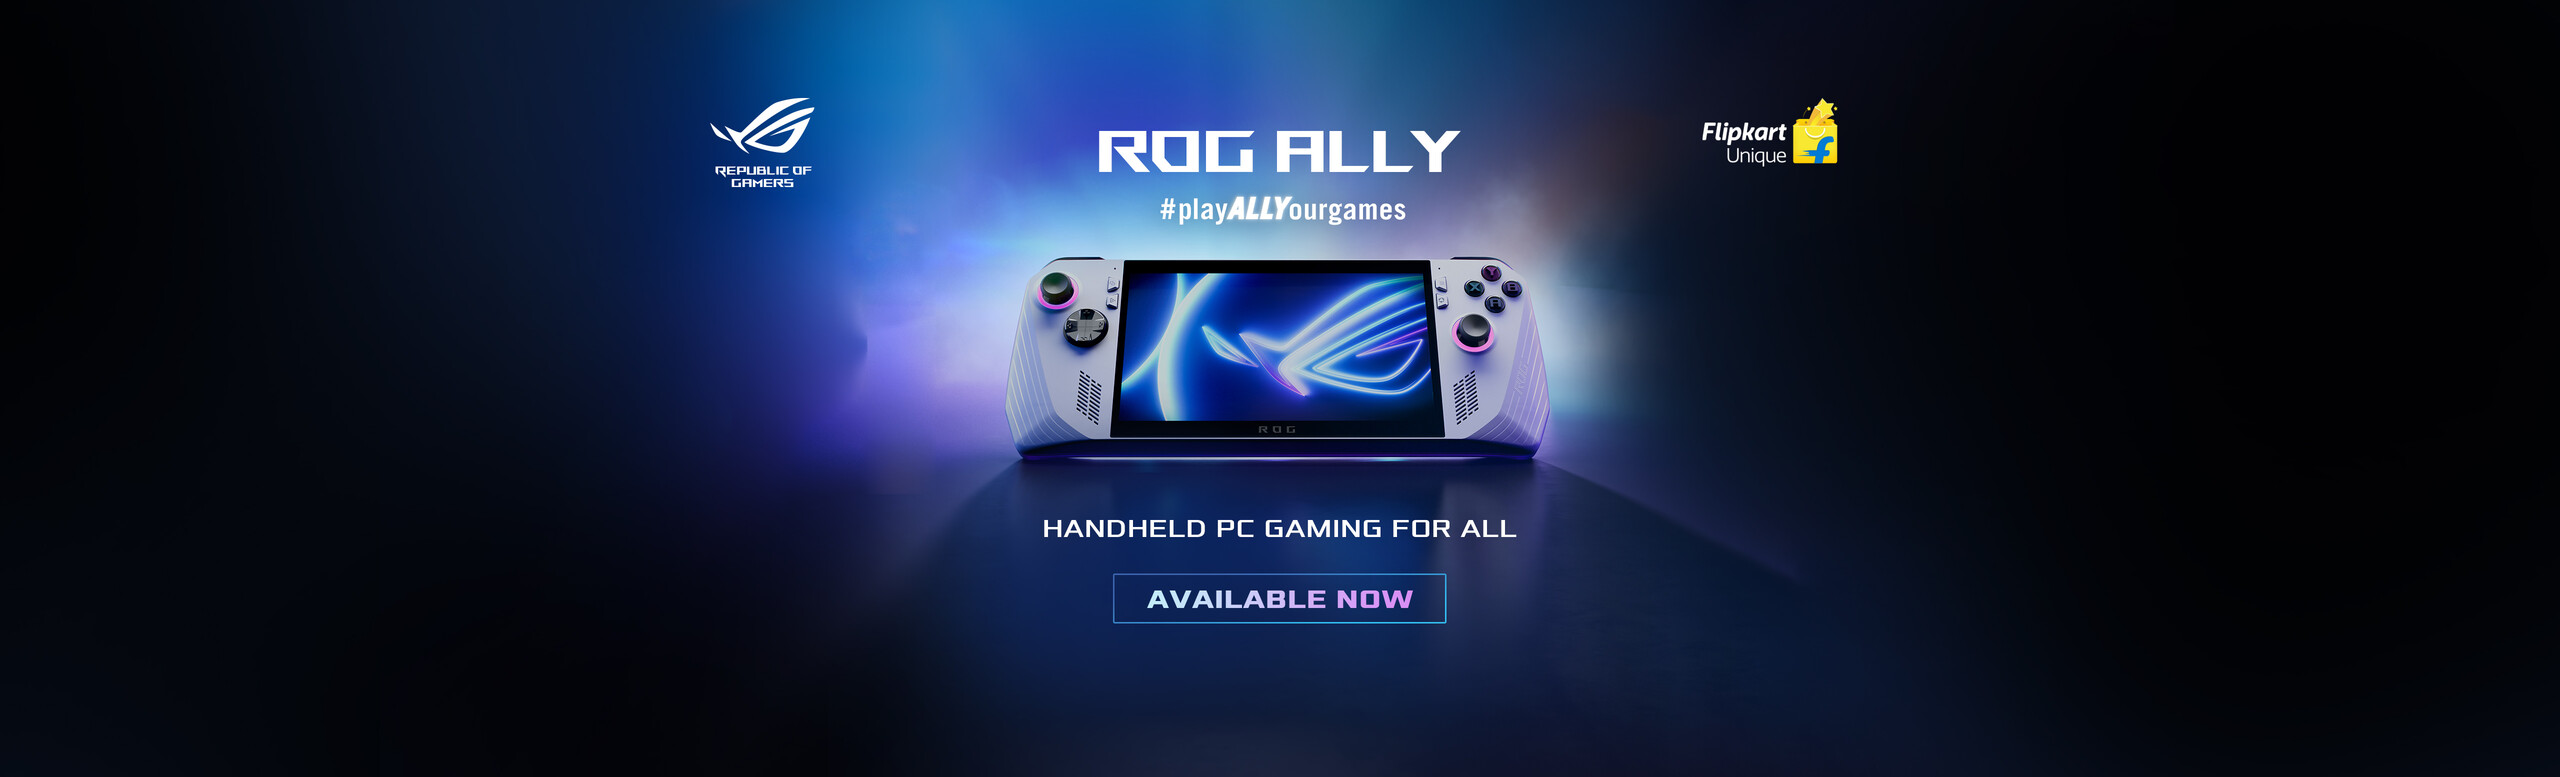 REPUBLIC OF
GAMERS
ROG ALLY
#playALLYourgames
Flipkart
Unique
Y
X
B
A
ROG
HANDHELD PC GAMING FOR ALL
AVAILABLE NOW